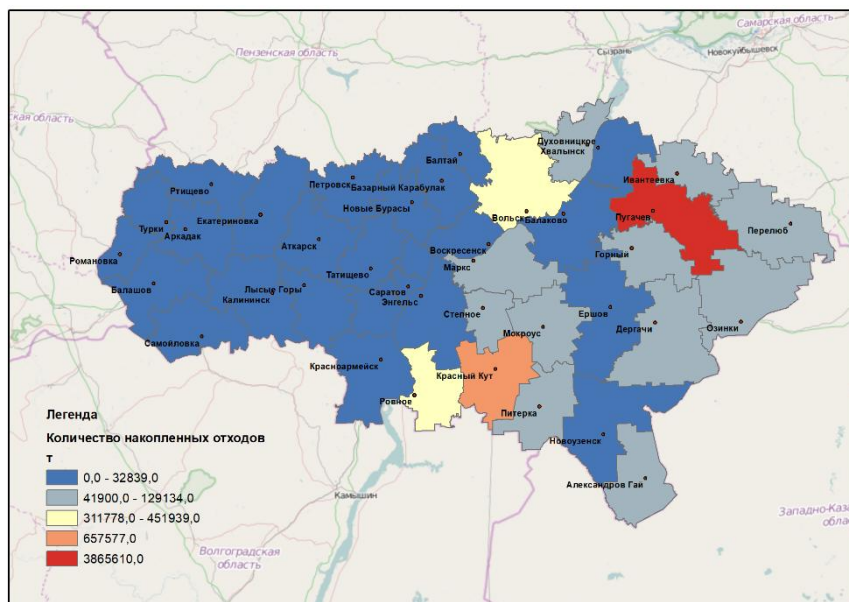 Самарская область
Пензенская область
Сызрань
Новокуйбышевск
ская область
Духовницкое
Хвалынск
Балтай
Ивантеевка
Петровск
Базарный Карабулак
Ртищево
Новые Бурасы
Вольск
Балаково
Пугачев
Екатериновка
Турки
Аркадак
Перелюб
Аткарск
Воскресенск
Горный
Романовка
Маркс
Татищево
Балашов
Лысые Горы
Калининск
Саратов
Энгельс
Степное
Ершов
Мокроус
Дергачи
Озинки
Самойловка
Красноармейск
Красный Кут
Ровное
Питерка
Новоузенск
Александров Гай
Камышин
Западно-Каза
обла
Волгоградская
область
Легенда
Количество накопленных отходов
т
0,0 - 32839,0
41900,0 - 129134,0
311778,0 - 451939,0
657577,0
3865610,0